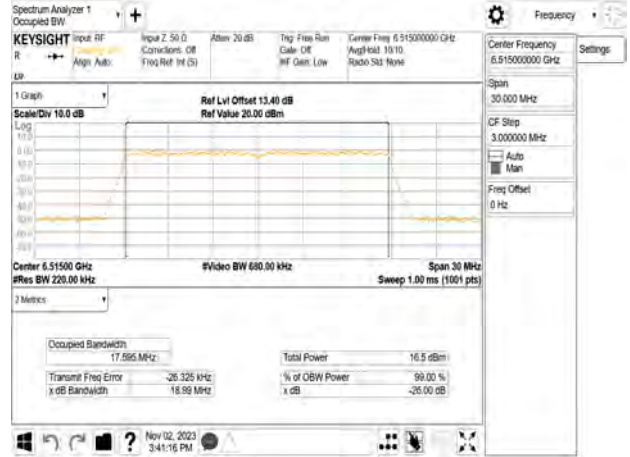 Spectrum Analyzer 1
Occupied BW
Frequency
KEYSIGHT
Input: RF
Input Z: 50 Ω
Atten: 20 dB
Trig: Free Run
Center Freq: 6.515000000 GHz
Corrections: Off
Gate: Off
Avg|Hold: 10/10
R
Align: Auto
Freq Ref: Int (S)
#IF Gain: Low
Radio Std: None
Center Frequency
6.515000000 GHz
Settings
Span
30.000 MHz
CF Step
3.000000 MHz
Auto
Man
Freq Offset
0 Hz
1 Graph
Ref Lvl Offset 13.40 dB
Scale/Div 10.0 dB
Ref Value 20.00 dBm
Log
Center 6.51500 GHz
#Video BW 680.00 kHz
Span 30 MHz
#Res BW 220.00 kHz
Sweep 1.00 ms (1001 pts)
2 Metrics
Occupied Bandwidth
17.595 MHz
Total Power
16.5 dBm
Transmit Freq Error
-26.325 kHz
% of OBW Power
99.00 %
x dB Bandwidth
18.99 MHz
x dB
-26.00 dB
?
Nov 02, 2023
3:41:16 PM